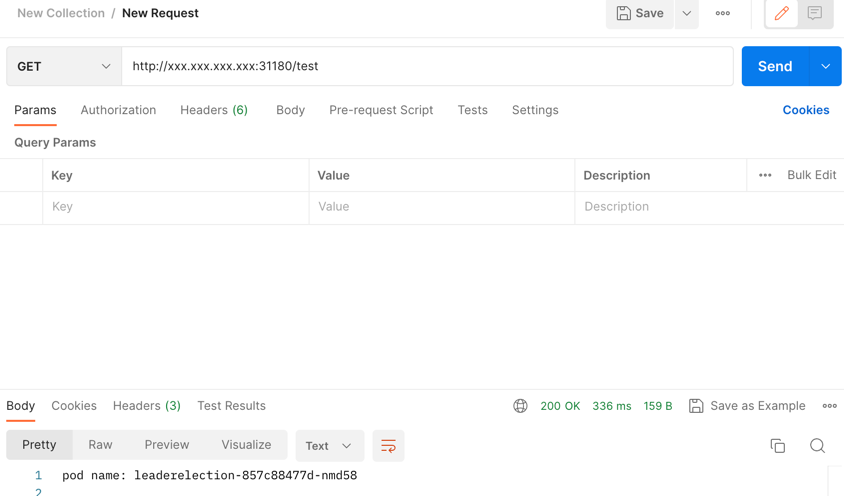 New Collection / New Request Save
GET http://xxx.xxx.xxx.xxx:31180/test Send
Params Authorization Headers (6) Body Pre-request Script Tests Settings Cookies
Query Params
Key Value Description Bulk Edit
Key Value Description
Body Cookies Headers (3) Test Results 200 OK 336 ms 159 B Save as Example
Pretty Raw Preview Visualize Text
1 pod name: leaderelection-857c88477d-nmd58
2